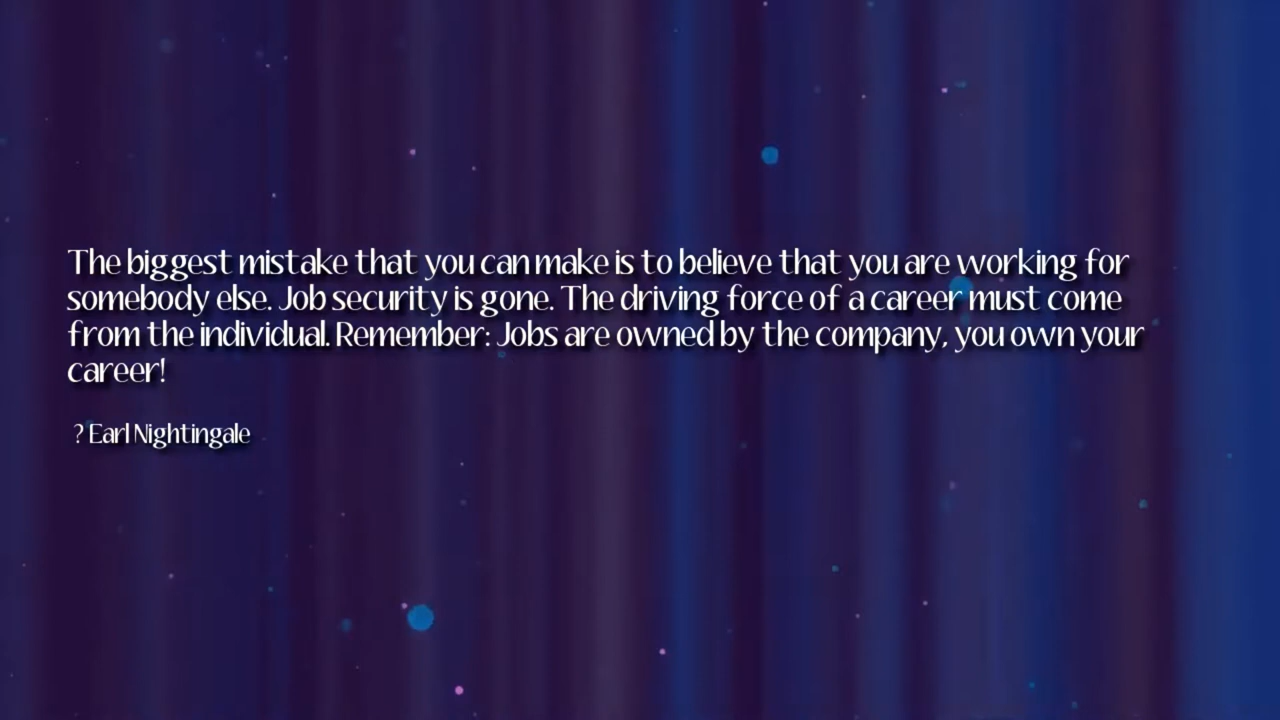 The biggest mistake that you can make is to believe that you are working for
somebody else. Job security is gone. The driving force of a career must come
from the individual. Remember: Jobs are owned by the company, you own your
career!
? Earl Nightingale